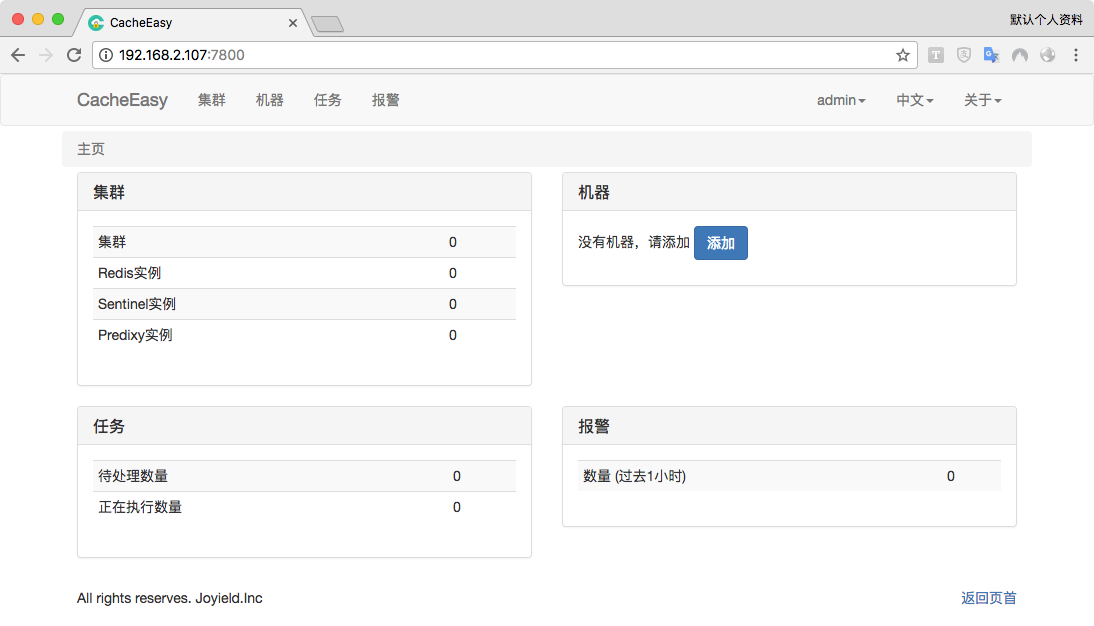 CacheEasy
默认个人资料
192.168.2.107:7800
CacheEasy 集群 机器 任务 报警 admin 中文 关于
主页
集群
集群 0
Redis实例 0
Sentinel实例 0
Predixy实例 0
机器
没有机器，请添加 添加
任务
待处理数量 0
正在执行数量 0
报警
数量 (过去1小时) 0
All rights reserves. Joyield.Inc
返回页首